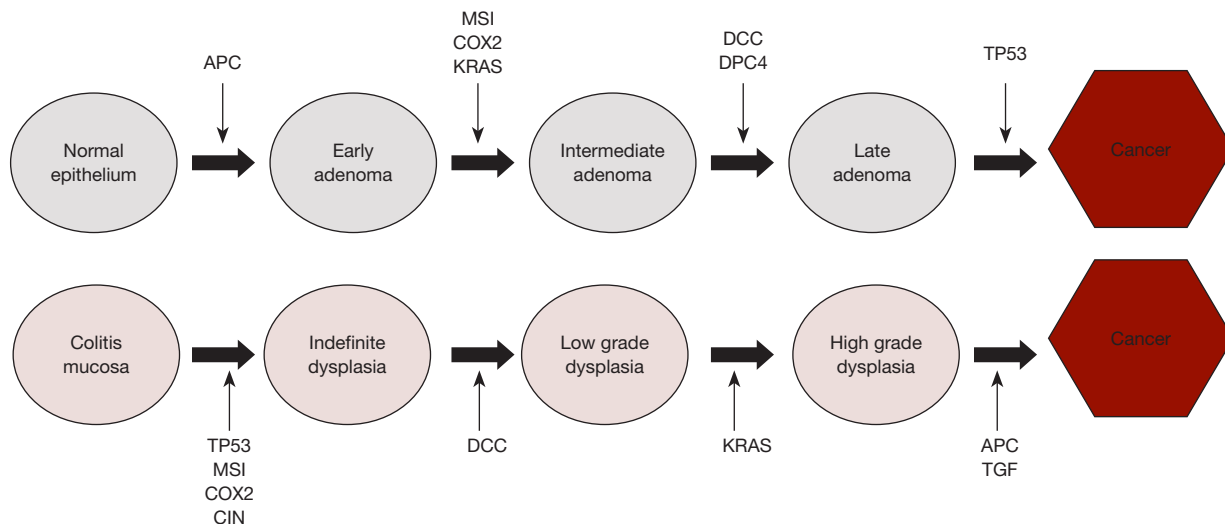 MSI
COX2
KRAS
DCC
DPC4
APC
TP53
Normal
epithelium
Early
adenoma
Intermediate
adenoma
Late
adenoma
Cancer
Colitis
mucosa
Indefinite
dysplasia
Low grade
dysplasia
High grade
dysplasia
Cancer
TP53
MSI
COX2
CIN
DCC
KRAS
APC
TGF